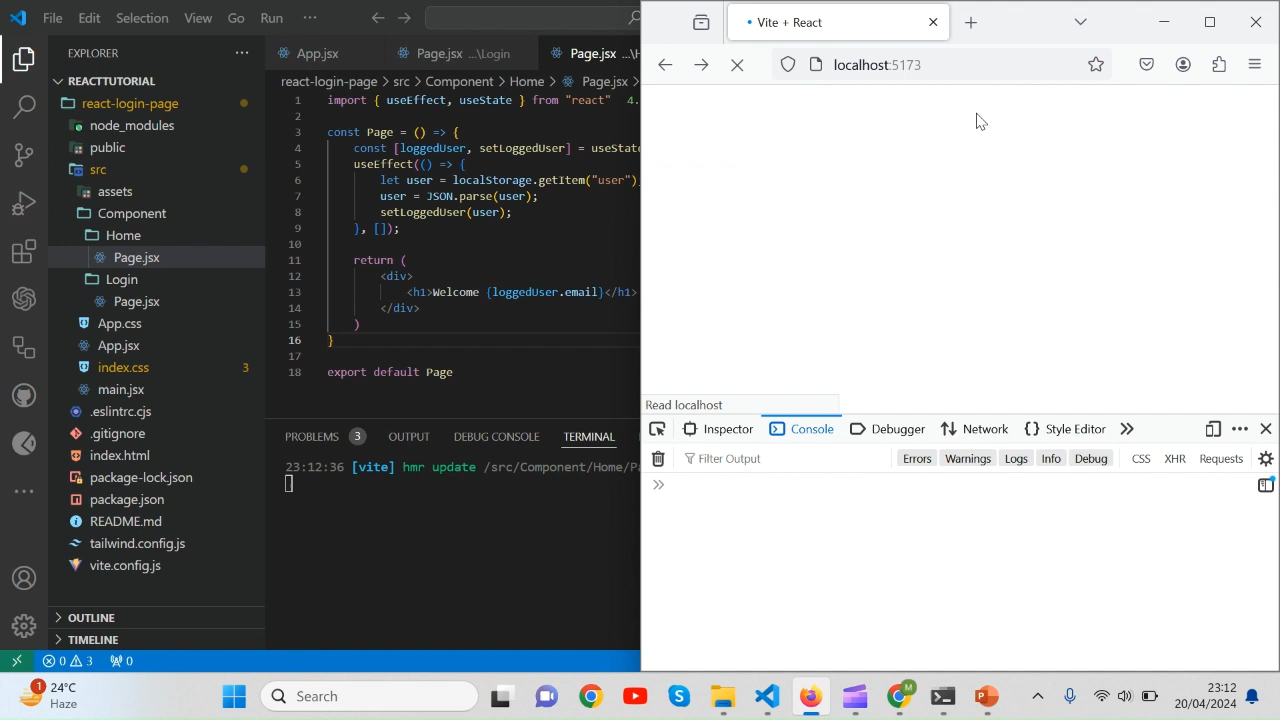 File Edit Selection View Go Run ···
EXPLORER
REACTTUTORIAL
react-login-page
node_modules
public
src
assets
Component
Home
Page.jsx
Login
Page.jsx
App.css
App.jsx
index.css 3
main.jsx
.eslintrc.cjs
.gitignore
index.html
package-lock.json
package.json
README.md
tailwind.config.js
vite.config.js
OUTLINE
TIMELINE
App.jsx Page.jsx ...\Login Page.jsx
react-login-page > src > Component > Home > Page.jsx
1 import { useEffect, useState } from "react" 4.
2
3 const Page = () => {
4 const [loggedUser, setLoggedUser] = useStat
5 useEffect(() => {
6 let user = localStorage.getItem("user")
7 user = JSON.parse(user);
8 setLoggedUser(user);
9 }, []);
10
11 return (
12 <div>
13 <h1>Welcome {loggedUser.email}</h1>
14 </div>
15 )
16 }
17
18 export default Page
PROBLEMS 3 OUTPUT DEBUG CONSOLE TERMINAL
23:12:36 [vite] hmr update /src/Component/Home/P
0 3 0
Vite + React
localhost:5173
Read localhost
Inspector Console Debugger Network Style Editor
Filter Output Errors Warnings Logs Info Debug CSS XHR Requests
1 24°C
Haze
Search
M
23:12
20/04/2024